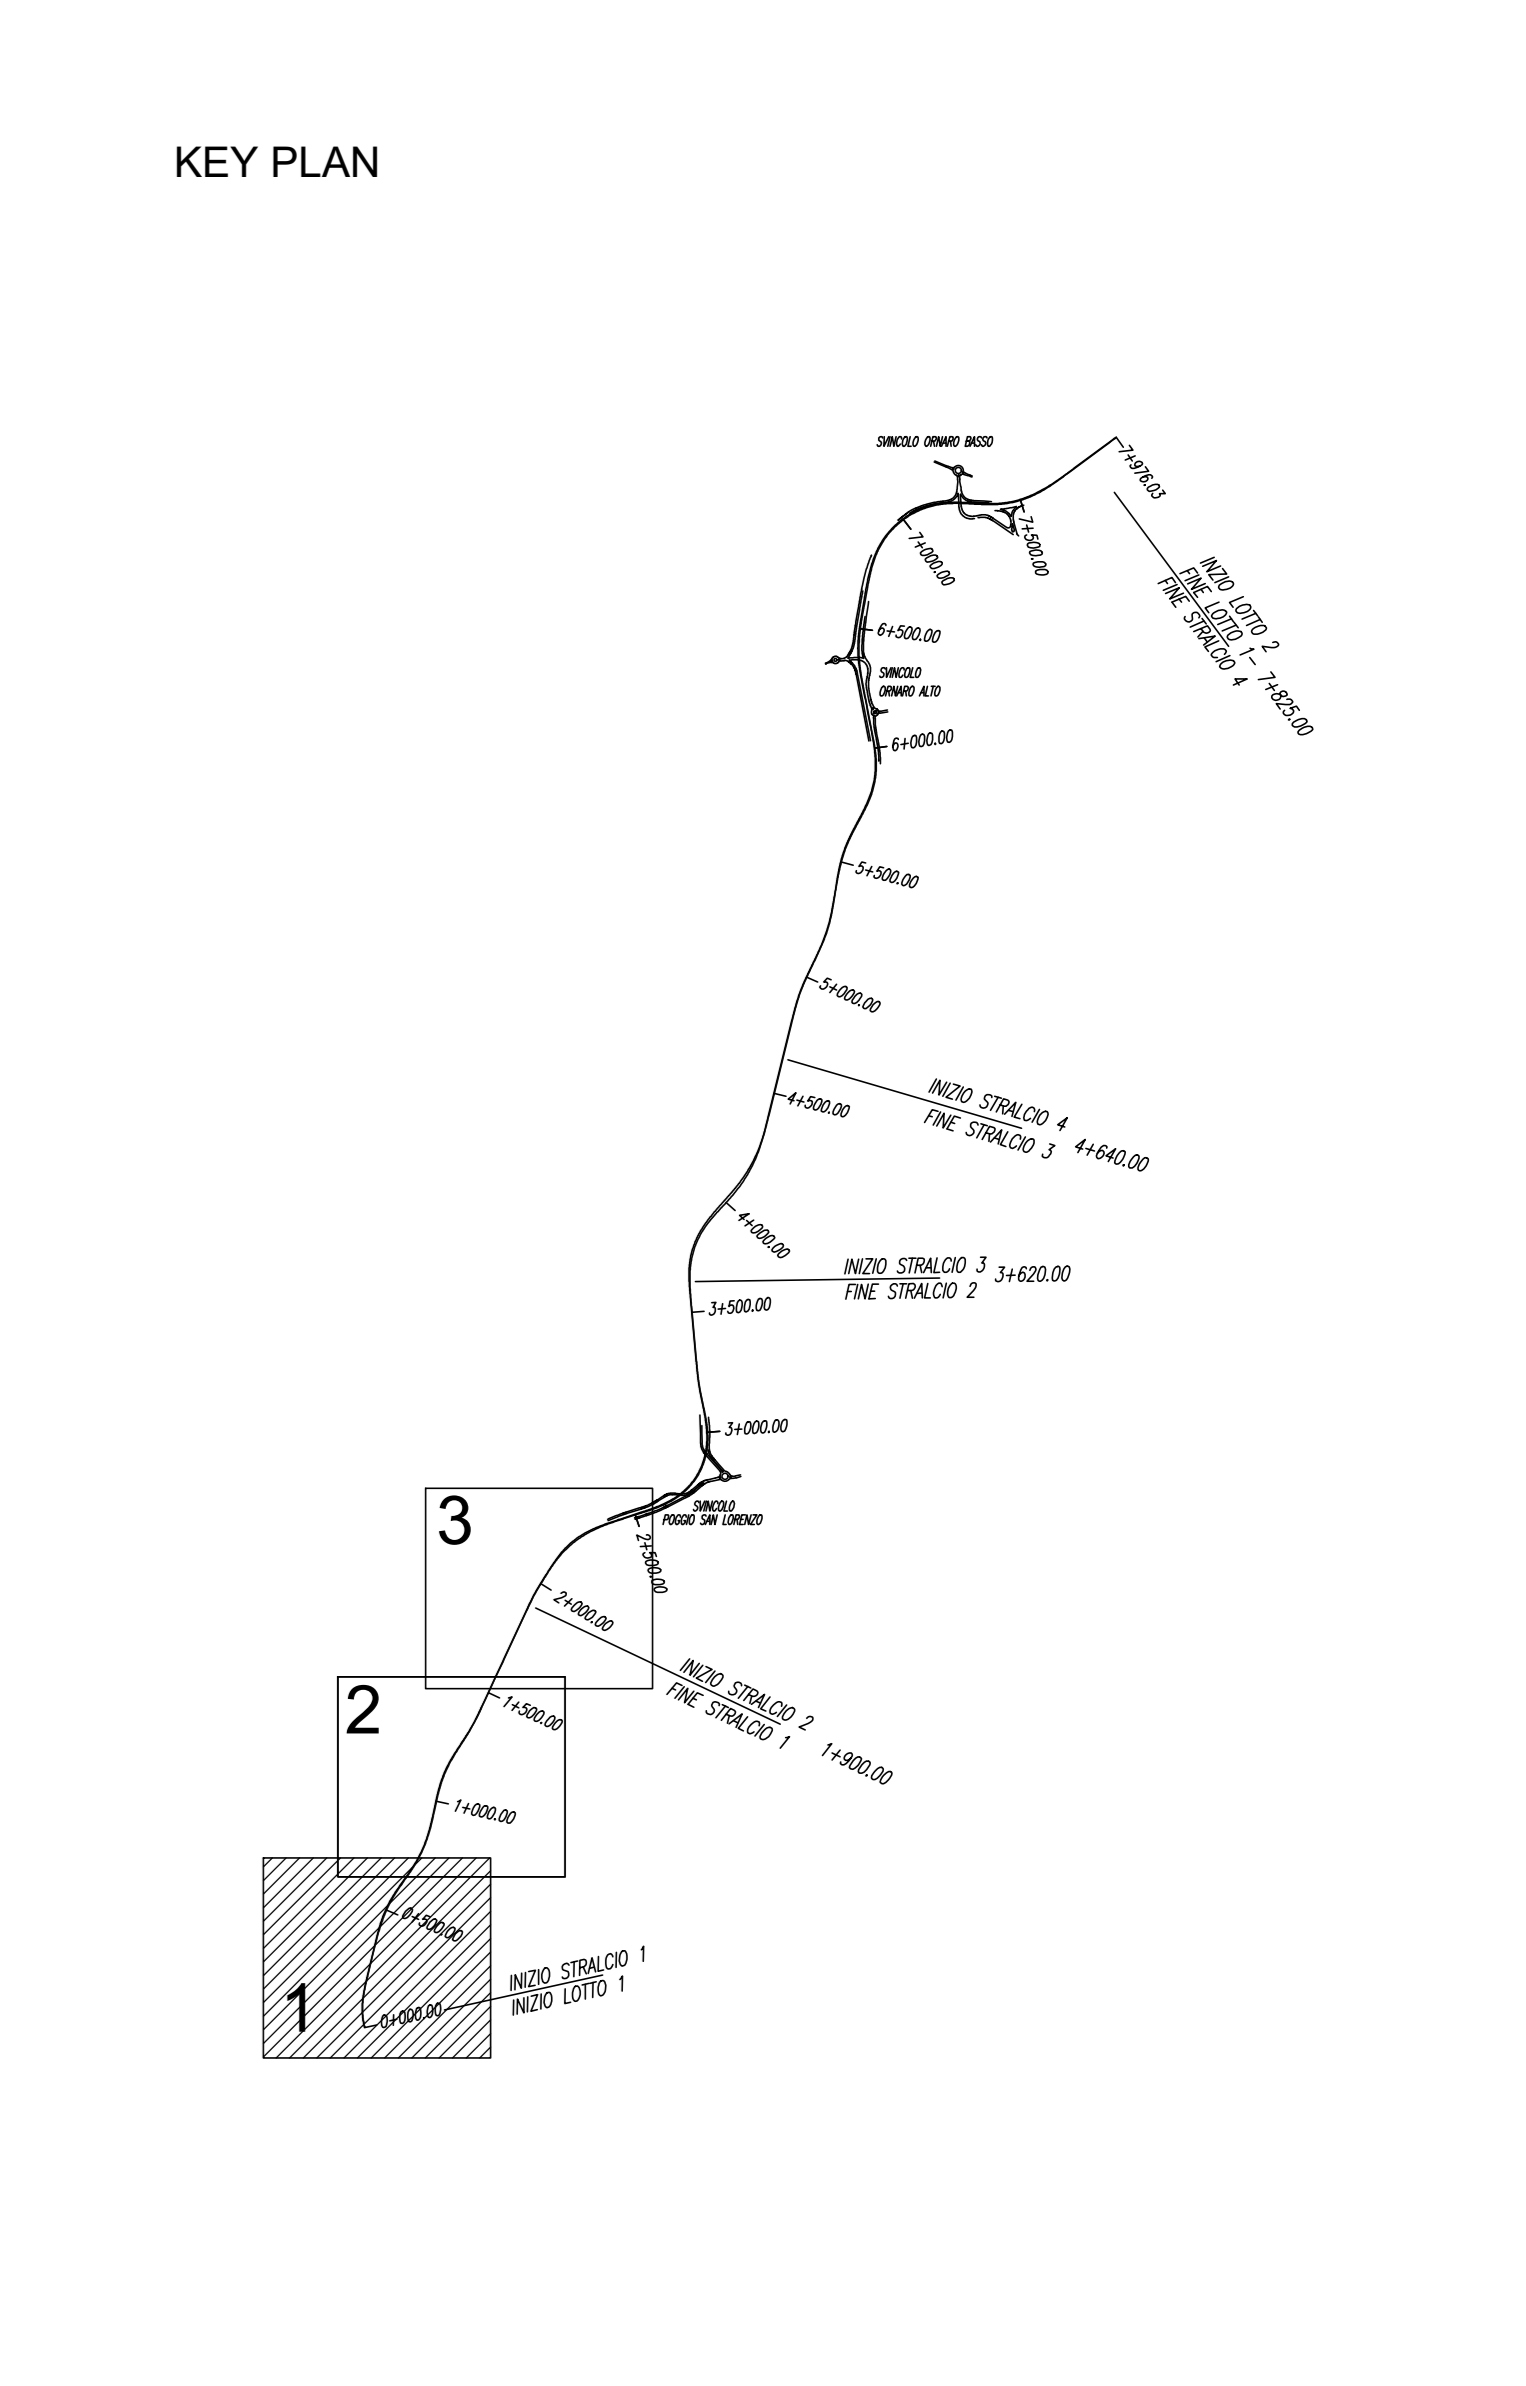 KEY PLAN
SVINCOLO ORNARO BASSO
7+976.03
7+500.00
7+000.00
INZIO LOTTO 2
FINE LOTTO 1- 7+825.00
FINE STRALCIO 4
6+500.00
SVINCOLO
ORNARO ALTO
6+000.00
5+500.00
5+000.00
INIZIO STRALCIO 4
FINE STRALCIO 3
4+640.00
4+500.00
4+000.00
INIZIO STRALCIO 3
3+620.00
FINE STRALCIO 2
3+500.00
3+000.00
3
SVINCOLO
POGGIO SAN LORENZO
2+500.00
2+000.00
INIZIO STRALCIO 2
FINE STRALCIO 1
1+900.00
2
1+500.00
1+000.00
0+500.00
1
0+000.00
INIZIO STRALCIO 1
INIZIO LOTTO 1